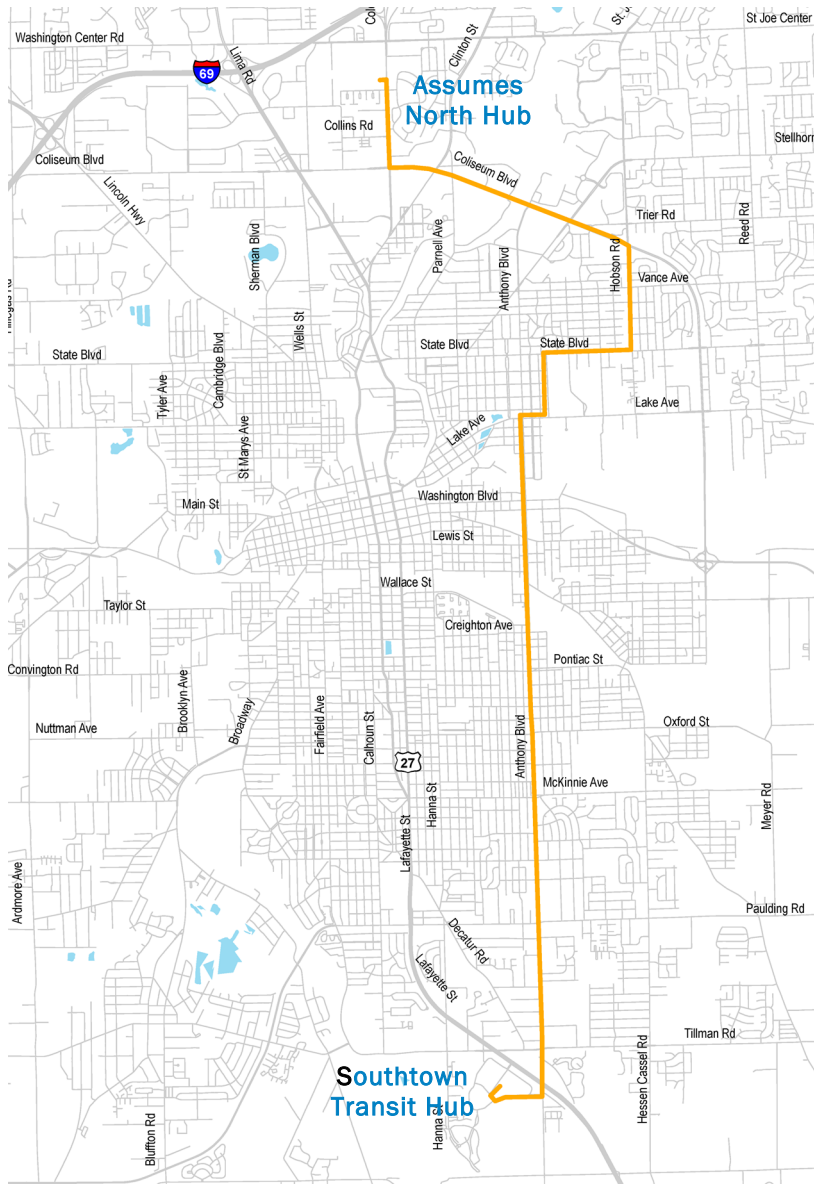 St Joe Center
Washington Center Rd
Lima Rd
Clinton St
69
Assumes
North Hub
Collins Rd
Stellhorn
Coliseum Blvd
Coliseum Blvd
Lincoln Hwy
Trier Rd
Reed Rd
Sherman Blvd
Parnell Ave
Anthony Blvd
Hobson Rd
Vance Ave
Wells St
State Blvd
State Blvd
State Blvd
Cambridge Blvd
Tyler Ave
Lake Ave
St Marys Ave
Lake Ave
Washington Blvd
Main St
Lewis St
Wallace St
Taylor St
Creighton Ave
Pontiac St
Convington Rd
Brooklyn Ave
Broadway
Fairfield Ave
Calhoun St
Nuttman Ave
Oxford St
Anthony Blvd
27
McKinnie Ave
Hanna St
Meyer Rd
Lafayette St
Ardmore Ave
Paulding Rd
Decatur Rd
Lafayette St
Tillman Rd
Hessen Cassel Rd
Southtown
Transit Hub
Hanna St
Bluffton Rd